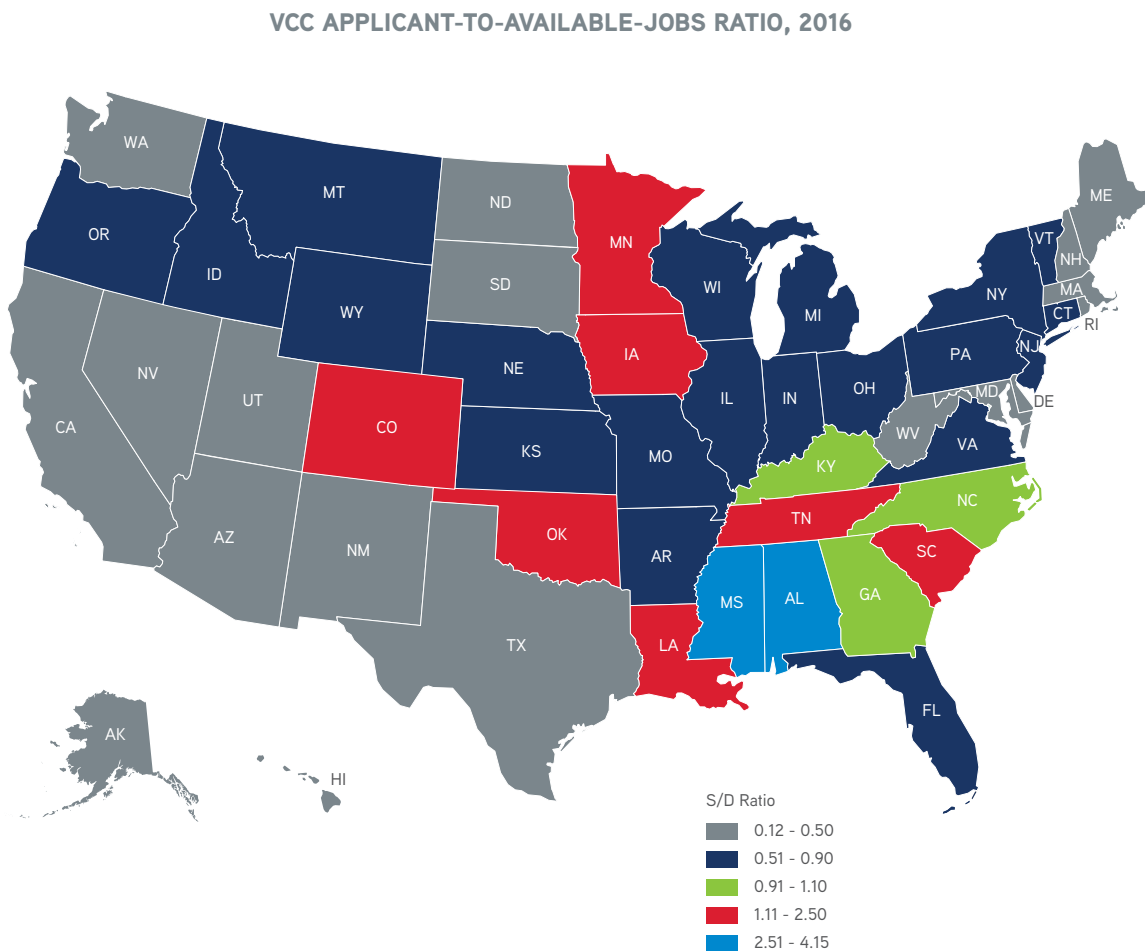 VCC APPLICANT-TO-AVAILABLE-JOBS RATIO, 2016
WA
MT
ND
MN
ME
OR
ID
SD
WI
VT
NH
NY
MA
WY
MI
CT
RI
IA
PA
NJ
NV
NE
UT
OH
IL
IN
MD
DE
CA
CO
KS
MO
WV
VA
KY
NC
AZ
NM
OK
TN
AR
SC
MS
AL
GA
TX
LA
FL
AK
HI
S/D Ratio
0.12 - 0.50
0.51 - 0.90
0.91 - 1.10
1.11 - 2.50
2.51 - 4.15